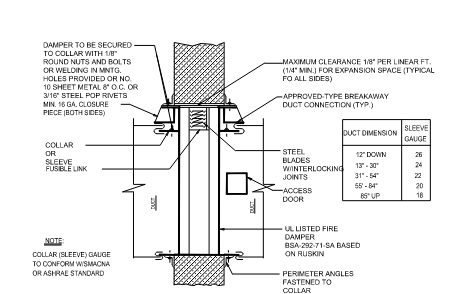 DAMPER TO BE SECURED
TO COLLAR WITH 1/8"
ROUND NUTS AND BOLTS
OR WELDING IN MNTG.
HOLES PROVIDED OR NO.
10 SHEET METAL 8" O.C. OR
3/16" STEEL POP RIVETS
MIN. 16 GA. CLOSURE
PIECE (BOTH SIDES)
COLLAR
OR
SLEEVE
FUSIBLE LINK
DUCT
NOTE:
COLLAR (SLEEVE) GAUGE
TO CONFORM W/SMACNA
OR ASHRAE STANDARD
MAXIMUM CLEARANCE 1/8" PER LINEAR FT.
(1/4" MIN.) FOR EXPANSION SPACE (TYPICAL
FO ALL SIDES)
APPROVED-TYPE BREAKAWAY
DUCT CONNECTION (TYP.)
STEEL
BLADES
W/INTERLOCKING
JOINTS
ACCESS
DOOR
DUCT
UL LISTED FIRE
DAMPER
BSA-292-71-SA BASED
ON RUSKIN
PERIMETER ANGLES
FASTENED TO
COLLAR
DUCT DIMENSION SLEEVE GAUGE
12" DOWN 26
13" - 30" 24
31" - 54" 22
55' - 84" 20
85" UP 18